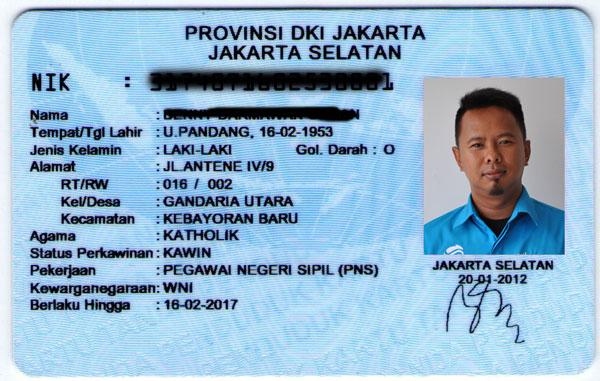 PROVINSI DKI JAKARTA
JAKARTA SELATAN
NIK :
Nama :
Tempat/Tgl Lahir : U.PANDANG, 16-02-1953
Jenis Kelamin : LAKI-LAKI Gol. Darah : O
Alamat : JL.ANTENE IV/9
RT/RW : 016 / 002
Kel/Desa : GANDARIA UTARA
Kecamatan : KEBAYORAN BARU
Agama : KATHOLIK
Status Perkawinan: KAWIN
Pekerjaan : PEGAWAI NEGERI SIPIL (PNS)
Kewarganegaraan: WNI
Berlaku Hingga : 16-02-2017
JAKARTA SELATAN
20-01-2012